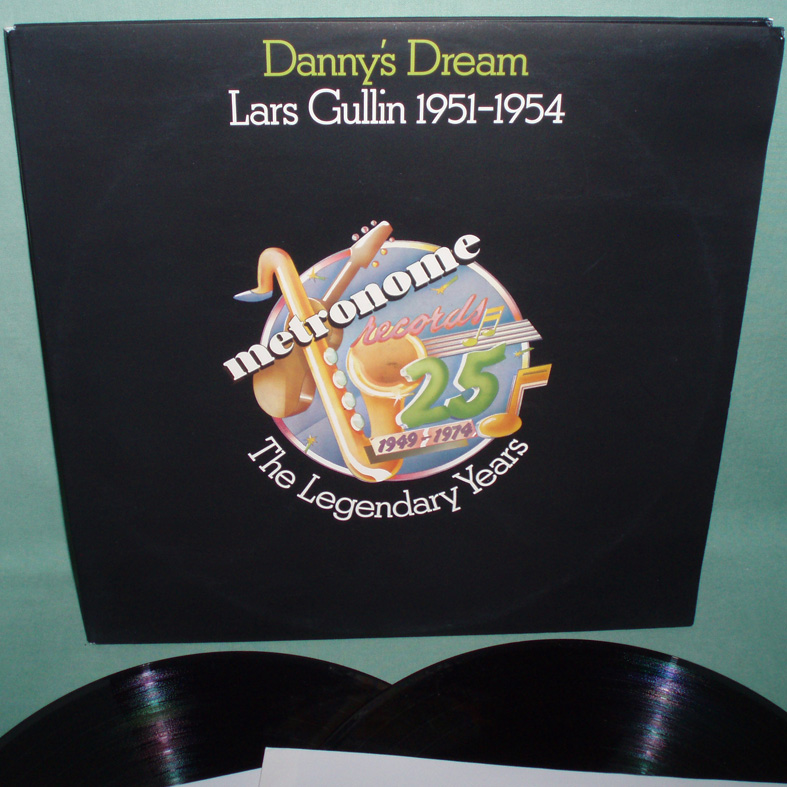 Danny's Dream
Lars Gullin 1951-1954
metronome
records
25
1949-1974
The Legendary Years